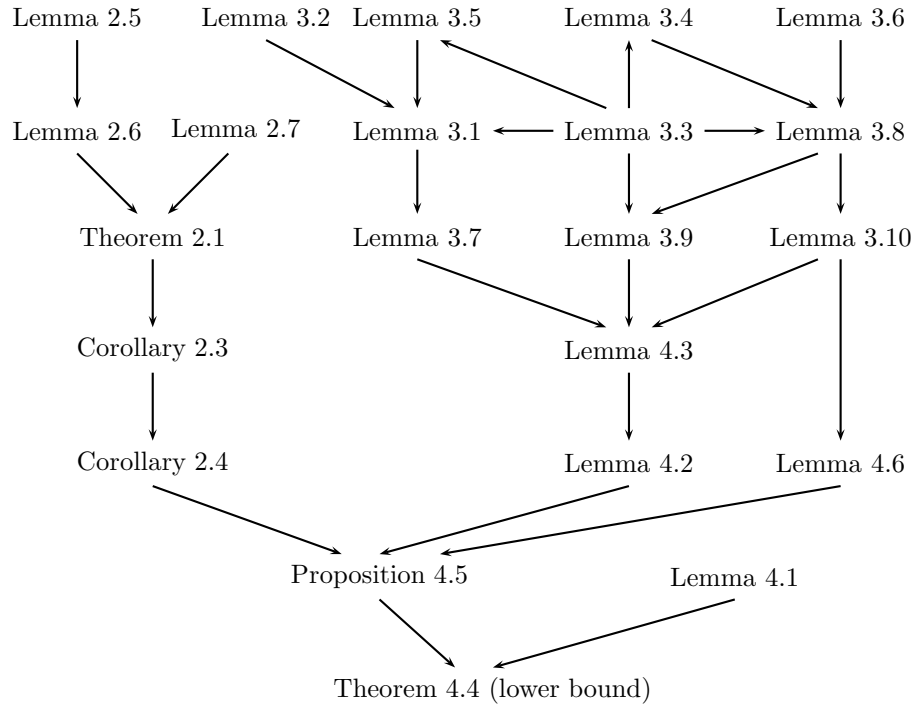 Lemma 2.5 Lemma 3.2 Lemma 3.5 Lemma 3.4 Lemma 3.6
Lemma 2.6 Lemma 2.7 Lemma 3.1 Lemma 3.3 Lemma 3.8
Theorem 2.1 Lemma 3.7 Lemma 3.9 Lemma 3.10
Corollary 2.3 Lemma 4.3
Corollary 2.4 Lemma 4.2 Lemma 4.6
Proposition 4.5 Lemma 4.1
Theorem 4.4 (lower bound)